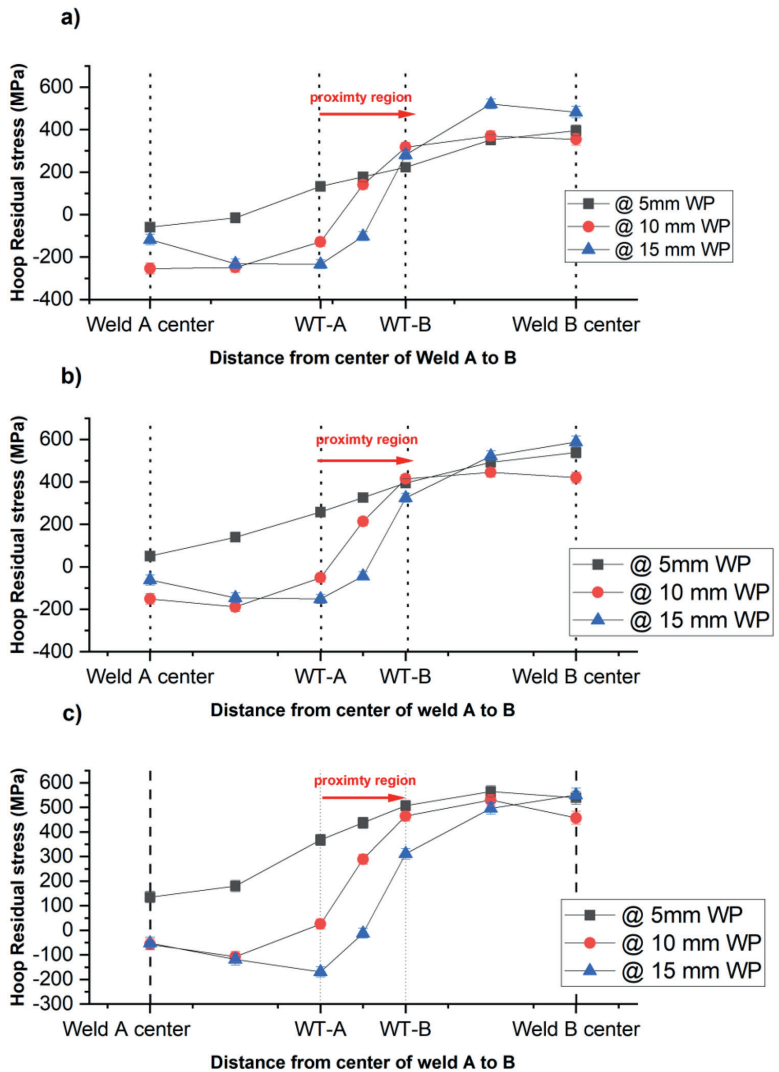 a)
Hoop Residual stress (MPa)
600
400
200
0
-200
-400
proximty region
@ 5mm WP
@ 10 mm WP
@ 15 mm WP
Weld A center
WT-A
WT-B
Weld B center
Distance from center of Weld A to B
b)
Hoop Residual stress (MPa)
600
400
200
0
-200
-400
proximty region
@ 5mm WP
@ 10 mm WP
@ 15 mm WP
Weld A center
WT-A
WT-B
Weld B center
Distance from center of weld A to B
c)
Hoop Residual stress (MPa)
600
500
400
300
200
100
0
-100
-200
-300
proximty region
@ 5mm WP
@ 10 mm WP
@ 15 mm WP
Weld A center
WT-A
WT-B
Weld B center
Distance from center of weld A to B